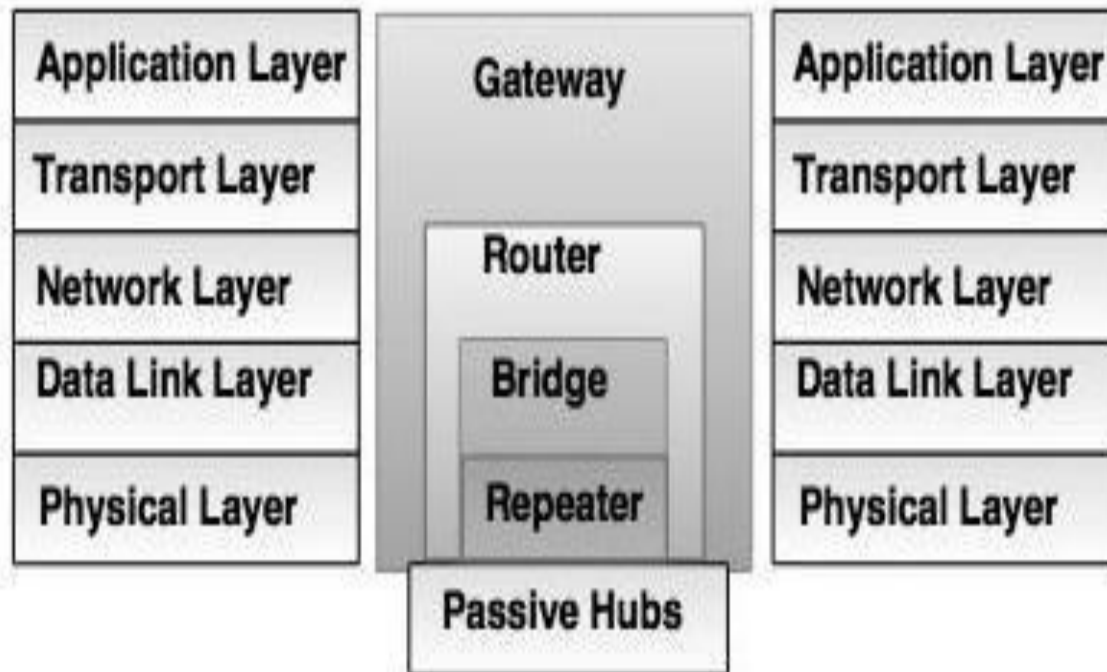 Application Layer
Transport Layer
Network Layer
Data Link Layer
Physical Layer
Gateway
Router
Bridge
Repeater
Passive Hubs
Application Layer
Transport Layer
Network Layer
Data Link Layer
Physical Layer